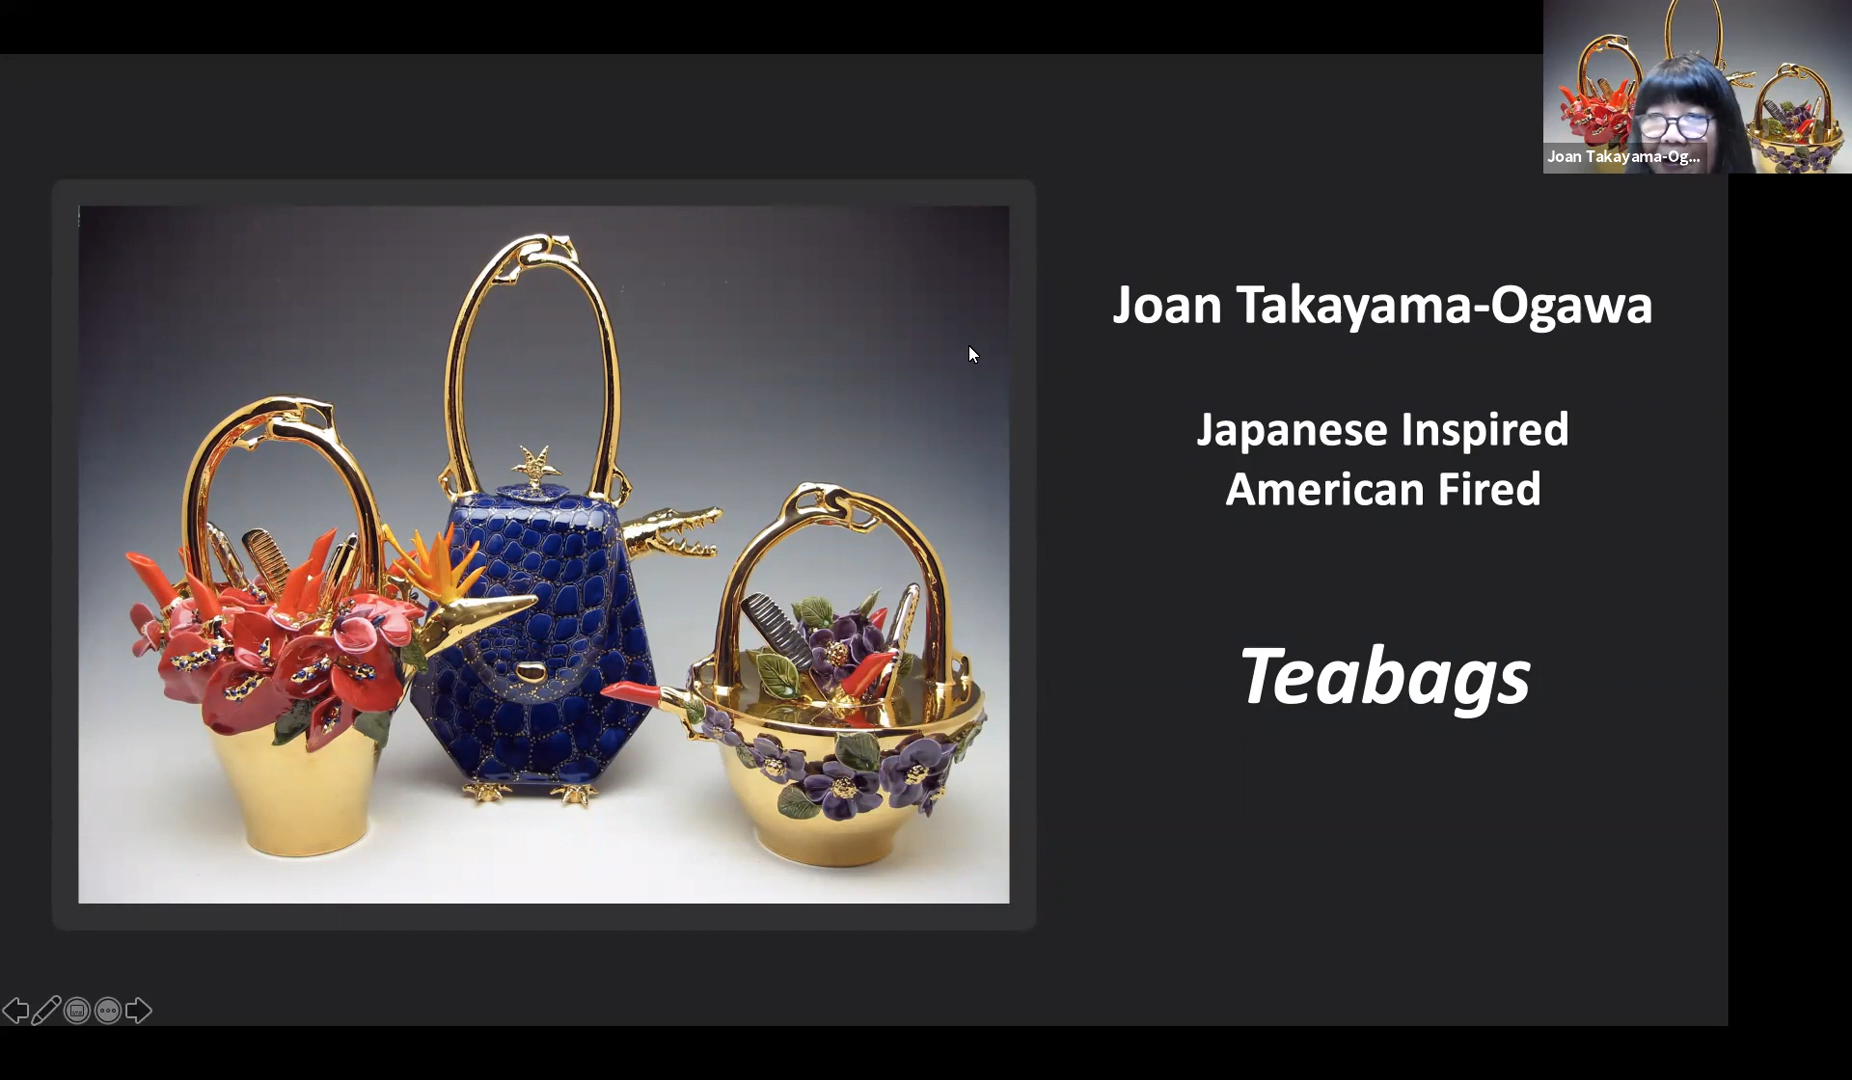 Joan Takayama-Og...
Joan Takayama-Ogawa
Japanese Inspired
American Fired
Teabags